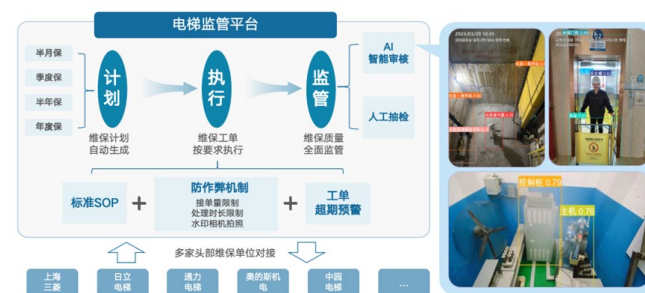 电梯监管平台
半月保
季度保
半年保
年度保
计划
执行
监管
维保计划
自动生成
维保工单
按要求执行
维保质量
全面监管
AI
智能审核
人工抽检
标准SOP
+
防作弊机制
接单量限制
处理时长限制
水印相机拍照
+
工单
超期预警
多家头部维保单位对接
上海
三菱
日立
电梯
通力
电梯
奥的斯机
电
中园
电梯
...
控制柜 0.79
主机 0.76